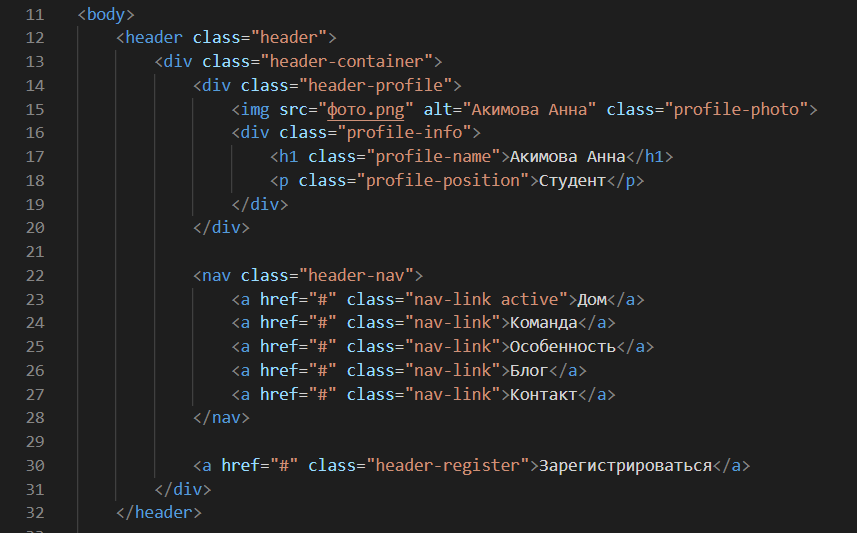 11 <body>
12 <header class="header">
13 <div class="header-container">
14 <div class="header-profile">
15 <img src="фото.png" alt="Акимова Анна" class="profile-photo">
16 <div class="profile-info">
17 <h1 class="profile-name">Акимова Анна</h1>
18 <p class="profile-position">Студент</p>
19 </div>
20 </div>
21
22 <nav class="header-nav">
23 <a href="#" class="nav-link active">Дом</a>
24 <a href="#" class="nav-link">Команда</a>
25 <a href="#" class="nav-link">Особенность</a>
26 <a href="#" class="nav-link">Блог</a>
27 <a href="#" class="nav-link">Контакт</a>
28 </nav>
29
30 <a href="#" class="header-register">Зарегистрироваться</a>
31 </div>
32 </header>